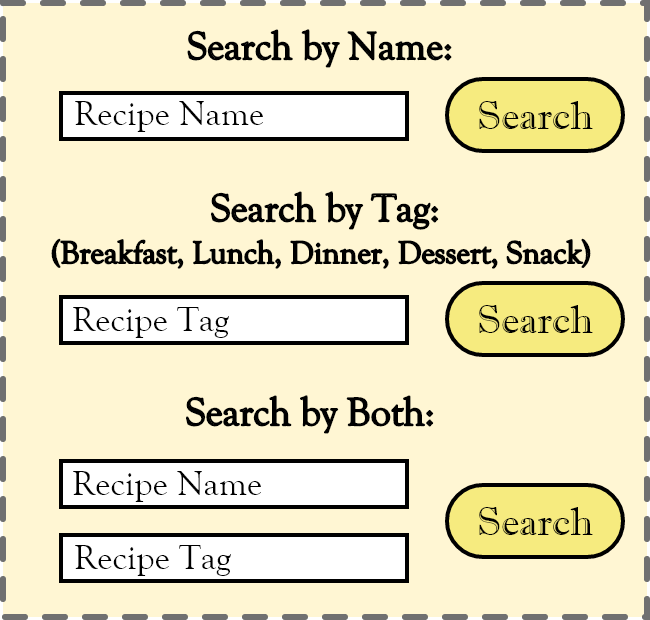 Search by Name:
Recipe Name
Search
Search by Tag:
(Breakfast, Lunch, Dinner, Dessert, Snack)
Recipe Tag
Search
Search by Both:
Recipe Name
Search
Recipe Tag